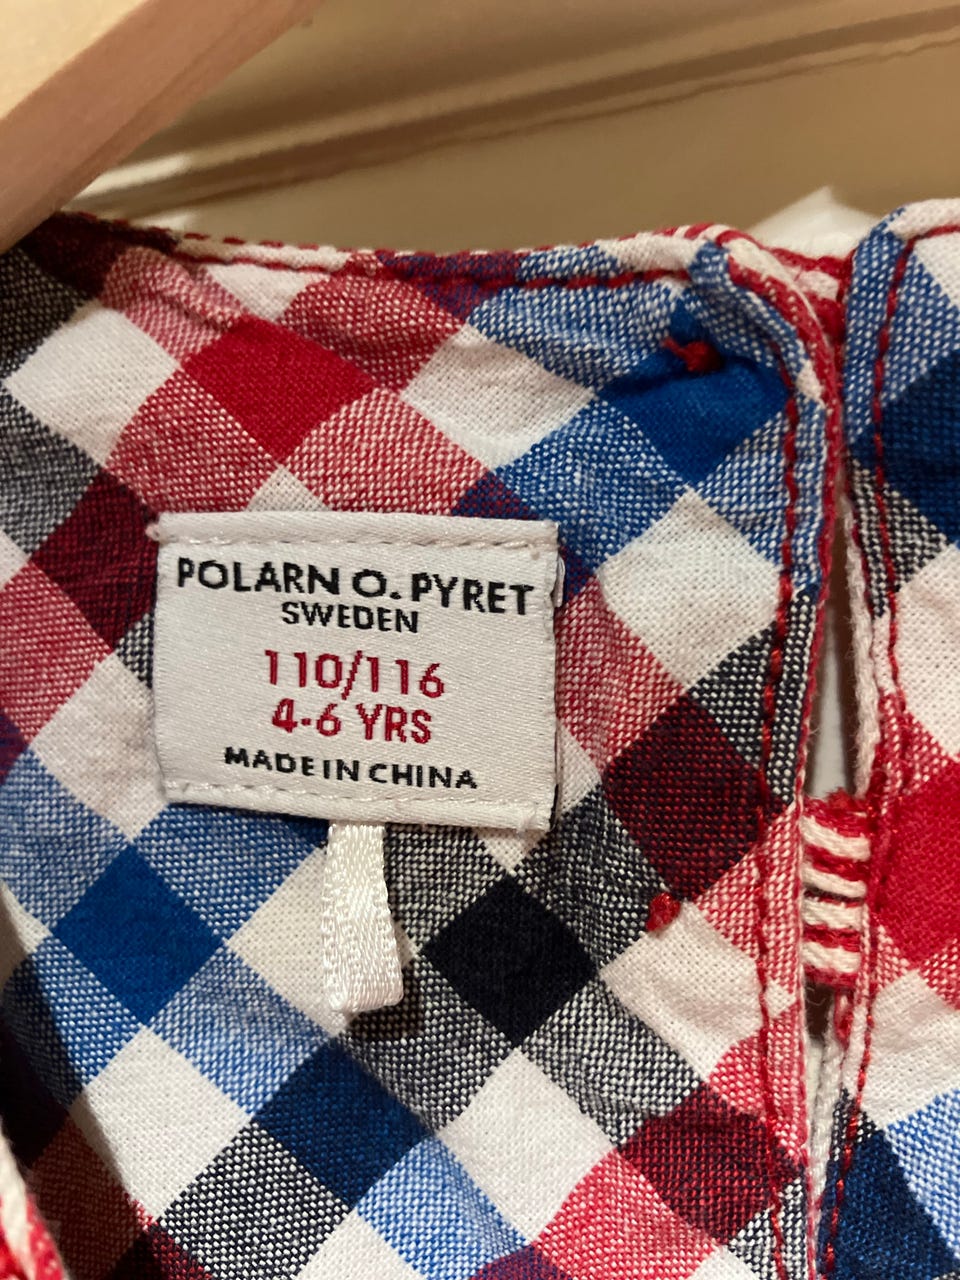 POLARN O. PYRET
SWEDEN
110/116
4-6 YRS
MADE IN CHINA